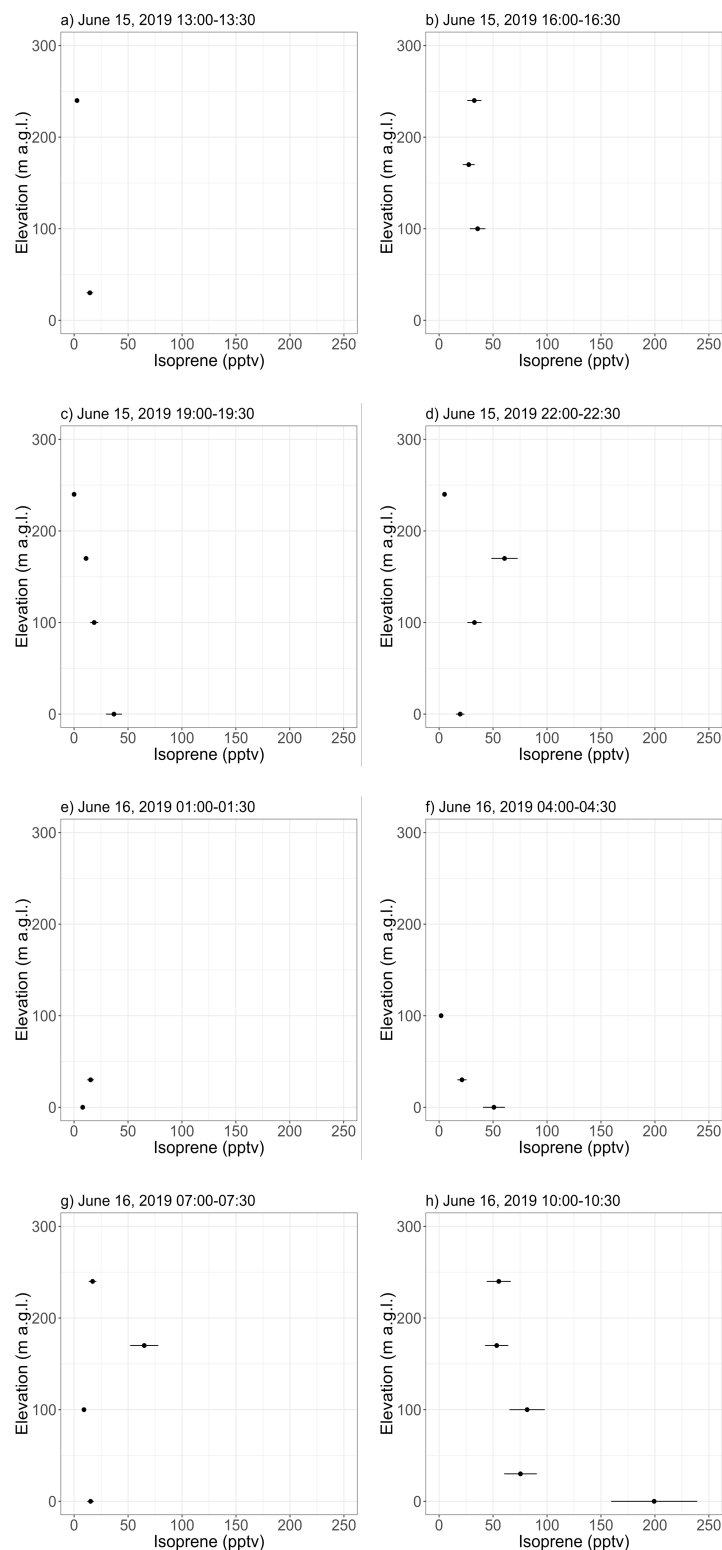 a) June 15, 2019 13:00-13:30
300
200
100
0
Elevation (m a.g.l.)
0 50 100 150 200 250
Isoprene (pptv)
b) June 15, 2019 16:00-16:30
300
200
100
0
Elevation (m a.g.l.)
0 50 100 150 200 250
Isoprene (pptv)
c) June 15, 2019 19:00-19:30
300
200
100
0
Elevation (m a.g.l.)
0 50 100 150 200 250
Isoprene (pptv)
d) June 15, 2019 22:00-22:30
300
200
100
0
Elevation (m a.g.l.)
0 50 100 150 200 250
Isoprene (pptv)
e) June 16, 2019 01:00-01:30
300
200
100
0
Elevation (m a.g.l.)
0 50 100 150 200 250
Isoprene (pptv)
f) June 16, 2019 04:00-04:30
300
200
100
0
Elevation (m a.g.l.)
0 50 100 150 200 250
Isoprene (pptv)
g) June 16, 2019 07:00-07:30
300
200
100
0
Elevation (m a.g.l.)
0 50 100 150 200 250
Isoprene (pptv)
h) June 16, 2019 10:00-10:30
300
200
100
0
Elevation (m a.g.l.)
0 50 100 150 200 250
Isoprene (pptv)